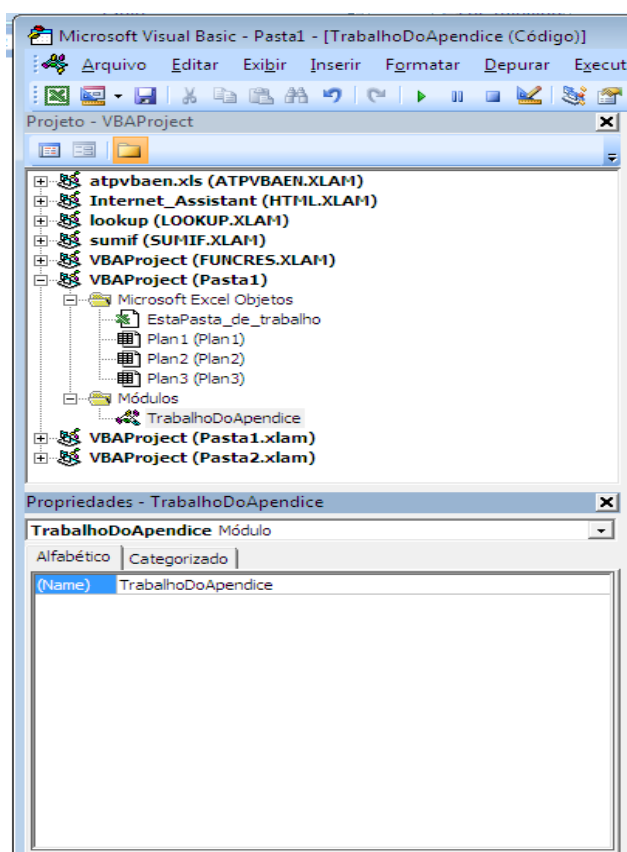 Microsoft Visual Basic - Pasta1 - [TrabalhoDoApendice (Código)]
Arquivo Editar Exibir Inserir Formatar Depurar Execut
Projeto - VBAProject
atpvbaen.xls (ATPVBAEN.XLAM)
Internet_Assistant (HTML.XLAM)
lookup (LOOKUP.XLAM)
sumif (SUMIF.XLAM)
VBAProject (FUNCRES.XLAM)
VBAProject (Pasta1)
Microsoft Excel Objetos
EstaPasta_de_trabalho
Plan1 (Plan1)
Plan2 (Plan2)
Plan3 (Plan3)
Módulos
TrabalhoDoApendice
VBAProject (Pasta1.xlam)
VBAProject (Pasta2.xlam)
Propriedades - TrabalhoDoApendice
TrabalhoDoApendice Módulo
Alfabético Categorizado
(Name) TrabalhoDoApendice